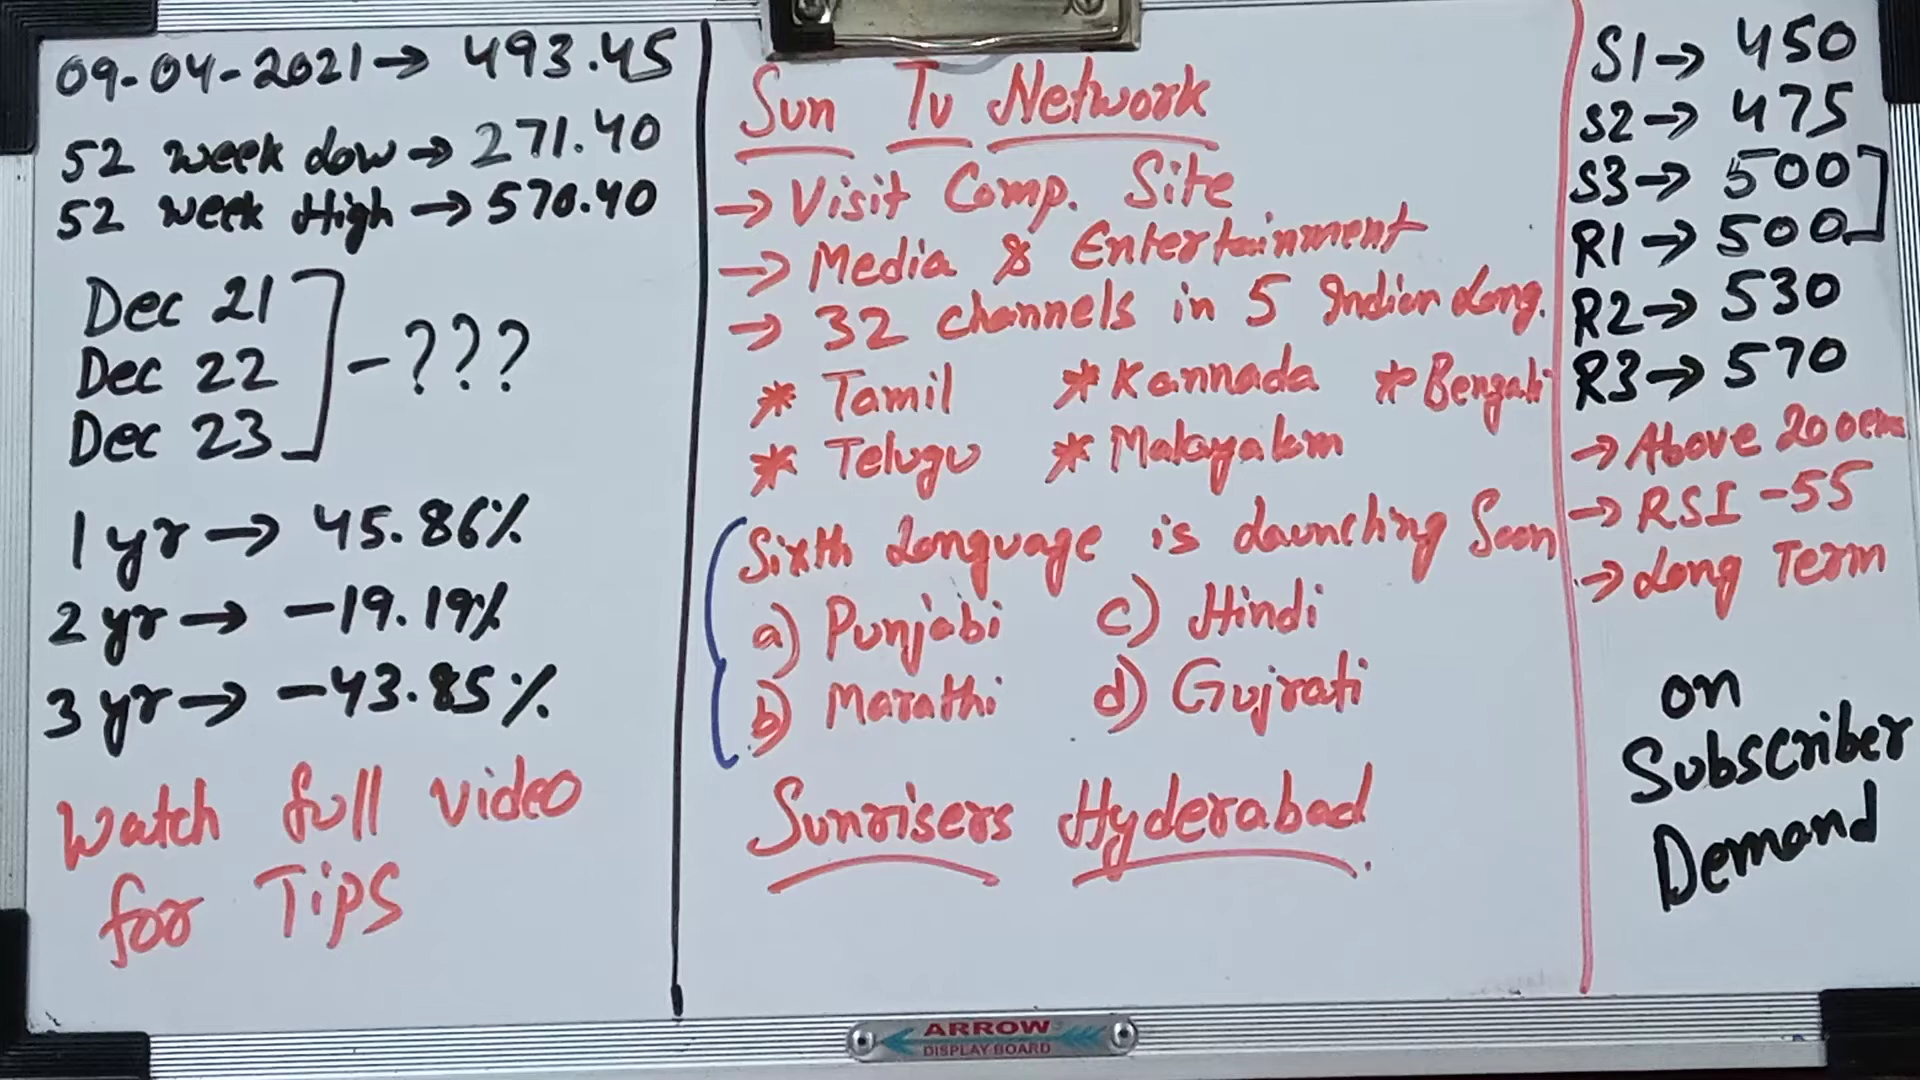 09-04-2021 → 493.45
52 week Low → 271.40
52 week High → 570.40
Dec 21
Dec 22
Dec 23
- ???
1 yr → 45.86%
2 yr → -19.19%
3 yr → -43.85%
Watch full video
for Tips
Sun Tv Network
→ Visit Comp. Site
→ Media & Entertainment
→ 32 channels in 5 Indian Lang.
* Tamil * Kannada * Bengali
* Telugu * Malayalam
Sixth Language is Launching Soon
a) Punjabi c) Hindi
b) Marathi d) Gujrati
Sunrisers Hyderabad
S1 → 450
S2 → 475
S3 → 500
R1 → 500
R2 → 530
R3 → 570
→ Above 200 ema
→ RSI - 55
→ Long Term
on
Subscriber
Demand
ARROW
DISPLAY BOARD